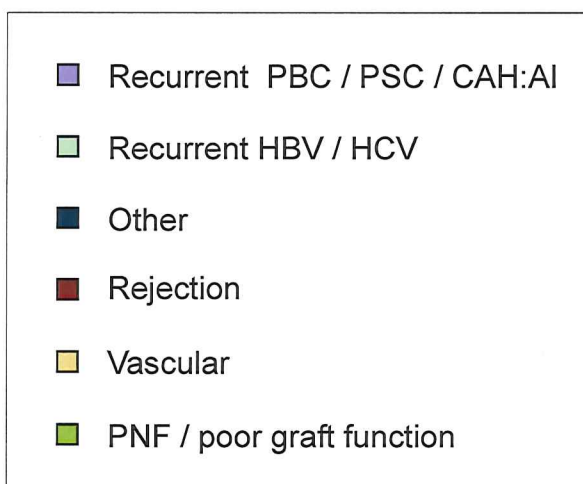 Recurrent PBC / PSC / CAH:AI
Recurrent HBV / HCV
Other
Rejection
Vascular
PNF / poor graft function